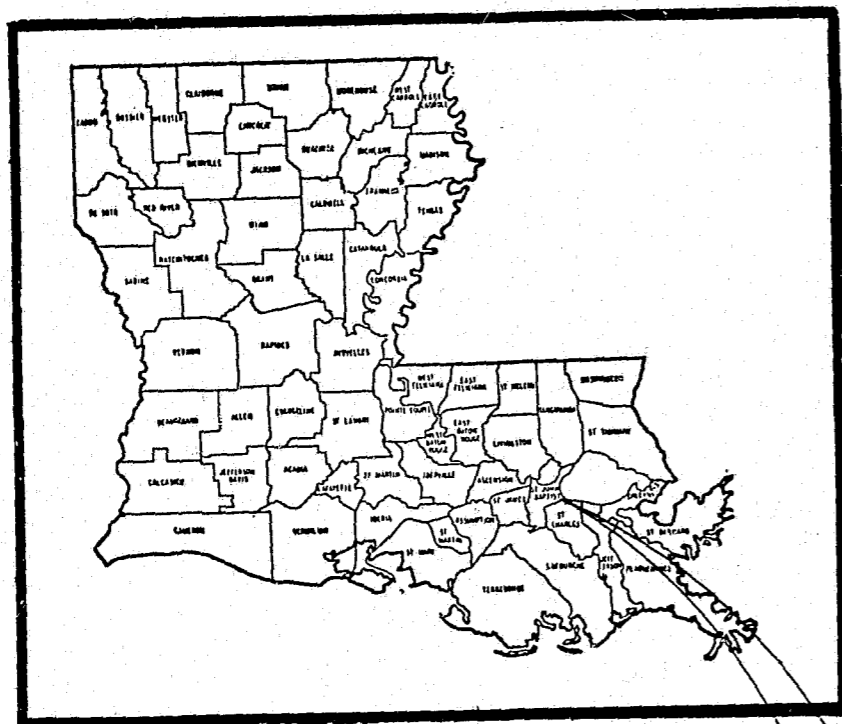 CLAIBORNE
UNION
MOREHOUSE
WEST
CARROLL
EAST
CARROLL
CADDO
BOSSIER
WEBSTER
LINCOLN
OUACHITA
RICHLAND
MADISON
BIENVILLE
JACKSON
FRANKLIN
CALDWELL
TENSAS
DE SOTO
RED RIVER
WINN
NATCHITOCHES
LA SALLE
CATAHOULA
SABINE
GRANT
CONCORDIA
VERNON
RAPIDES
AVOYELLES
WEST
FELICIANA
EAST
FELICIANA
ST HELENA
WASHINGTON
TANGIPAHOA
BEAUREGARD
ALLEN
EVANGELINE
ST LANDRY
POINTE COUPEE
WEST
BATON
ROUGE
EAST
BATON
ROUGE
LIVINGSTON
ST TAMMANY
CALCASIEU
JEFFERSON
DAVIS
ACADIA
LAFAYETTE
ST MARTIN
IBERVILLE
ASCENSION
ST JAMES
ST JOHN
BAPTIST
ORLEANS
CAMERON
VERMILION
IBERIA
ST
MARTIN
ASSUMPTION
ST
CHARLES
ST BERNARD
ST MARY
TERREBONNE
LAFOURCHE
JEFF
ERSON
PLAQUEMINES